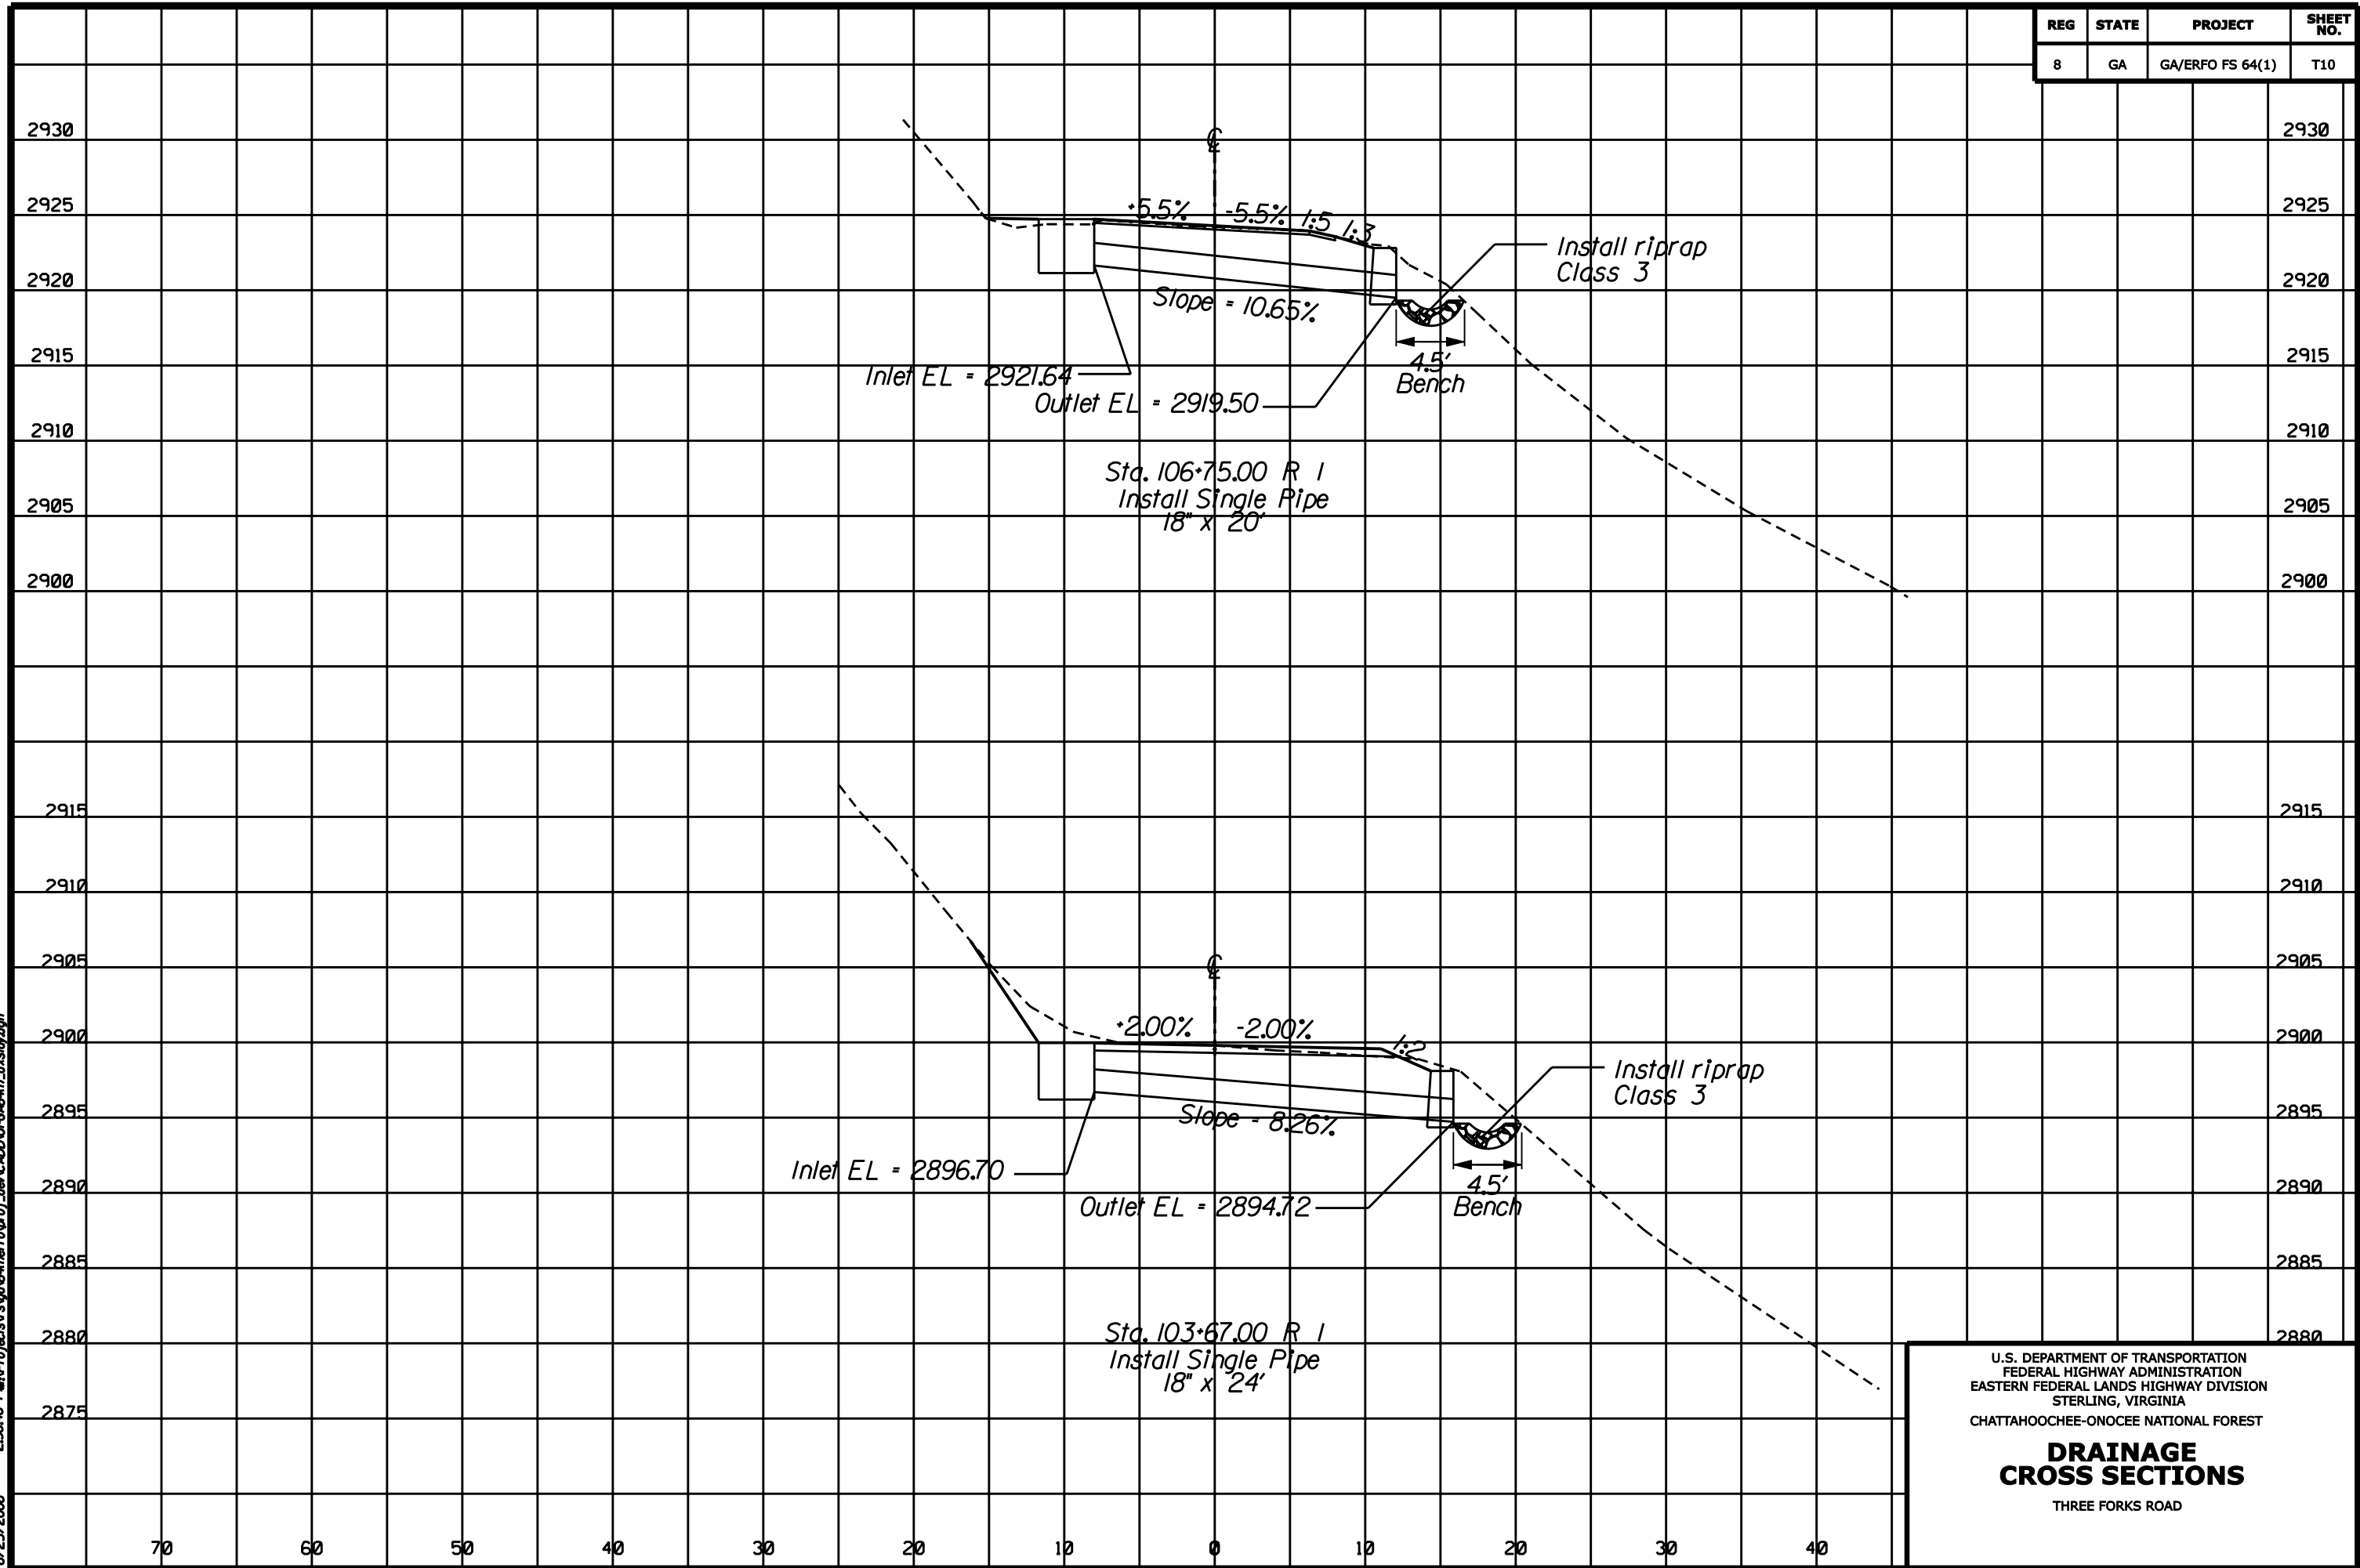 REG STATE PROJECT SHEET NO.
8 GA GA/ERFO FS 64(1) T10
2930 2930
℄
2925 2925
+5.5% -5.5% 1:5 1:3
Install riprap
Class 3
2920 2920
Slope = 10.65%
2915 2915
4.5'
Bench
Inlet EL = 2921.64
Outlet EL = 2919.50
2910 2910
Sta. 106+75.00 R 1
Install Single Pipe
18" x 20'
2905 2905
2900 2900
2915 2915
2910 2910
2905 2905
℄
2900 2900
+2.00% -2.00% 1:2
Install riprap
Class 3
2895 2895
Slope = 8.26%
Inlet EL = 2896.70
2890 2890
4.5'
Bench
Outlet EL = 2894.72
2885 2885
2880 2880
Sta. 103+67.00 R 1
Install Single Pipe
18" x 24'
2875
U.S. DEPARTMENT OF TRANSPORTATION
FEDERAL HIGHWAY ADMINISTRATION
EASTERN FEDERAL LANDS HIGHWAY DIVISION
STERLING, VIRGINIA
CHATTAHOOCHEE-ONOCEE NATIONAL FOREST
DRAINAGE
CROSS SECTIONS
THREE FORKS ROAD
70 60 50 40 30 20 10 0 10 20 30 40